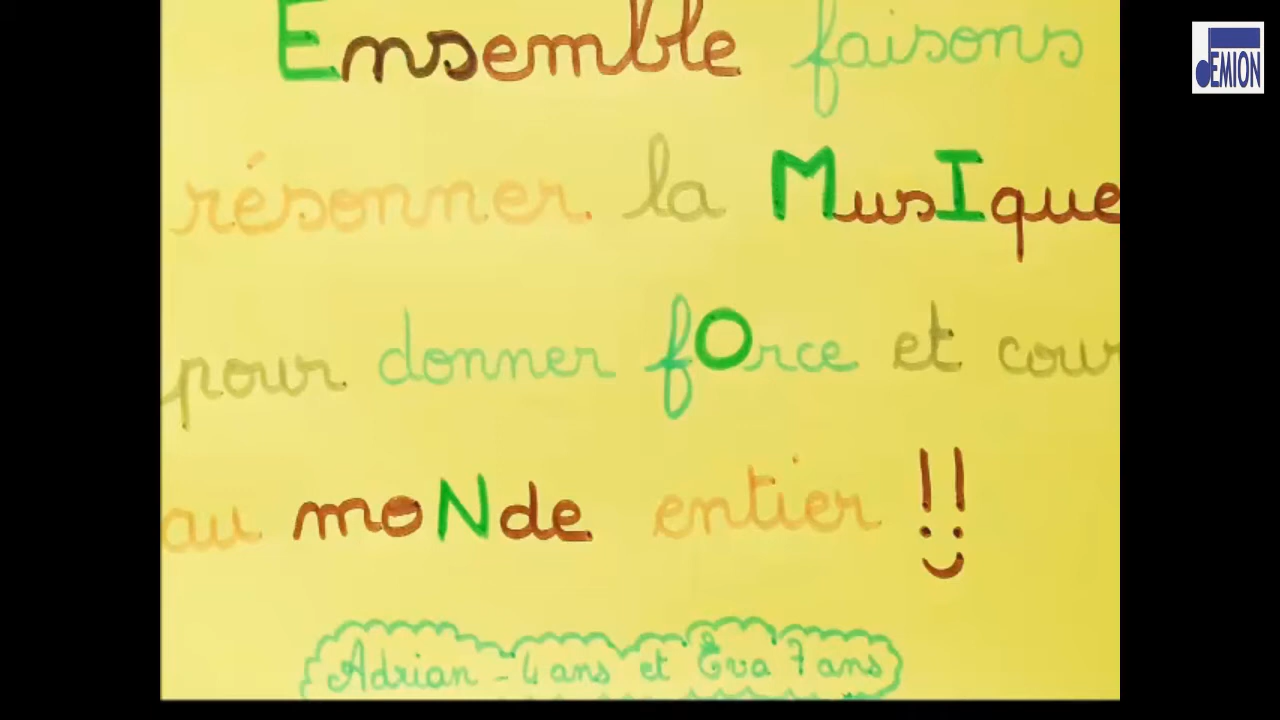 Ensemble faisons
résonner la MusIque
pour donner fOrce et cour
au moNde entier !!
Adrian - 4 ans et Eva 7 ans
EMION